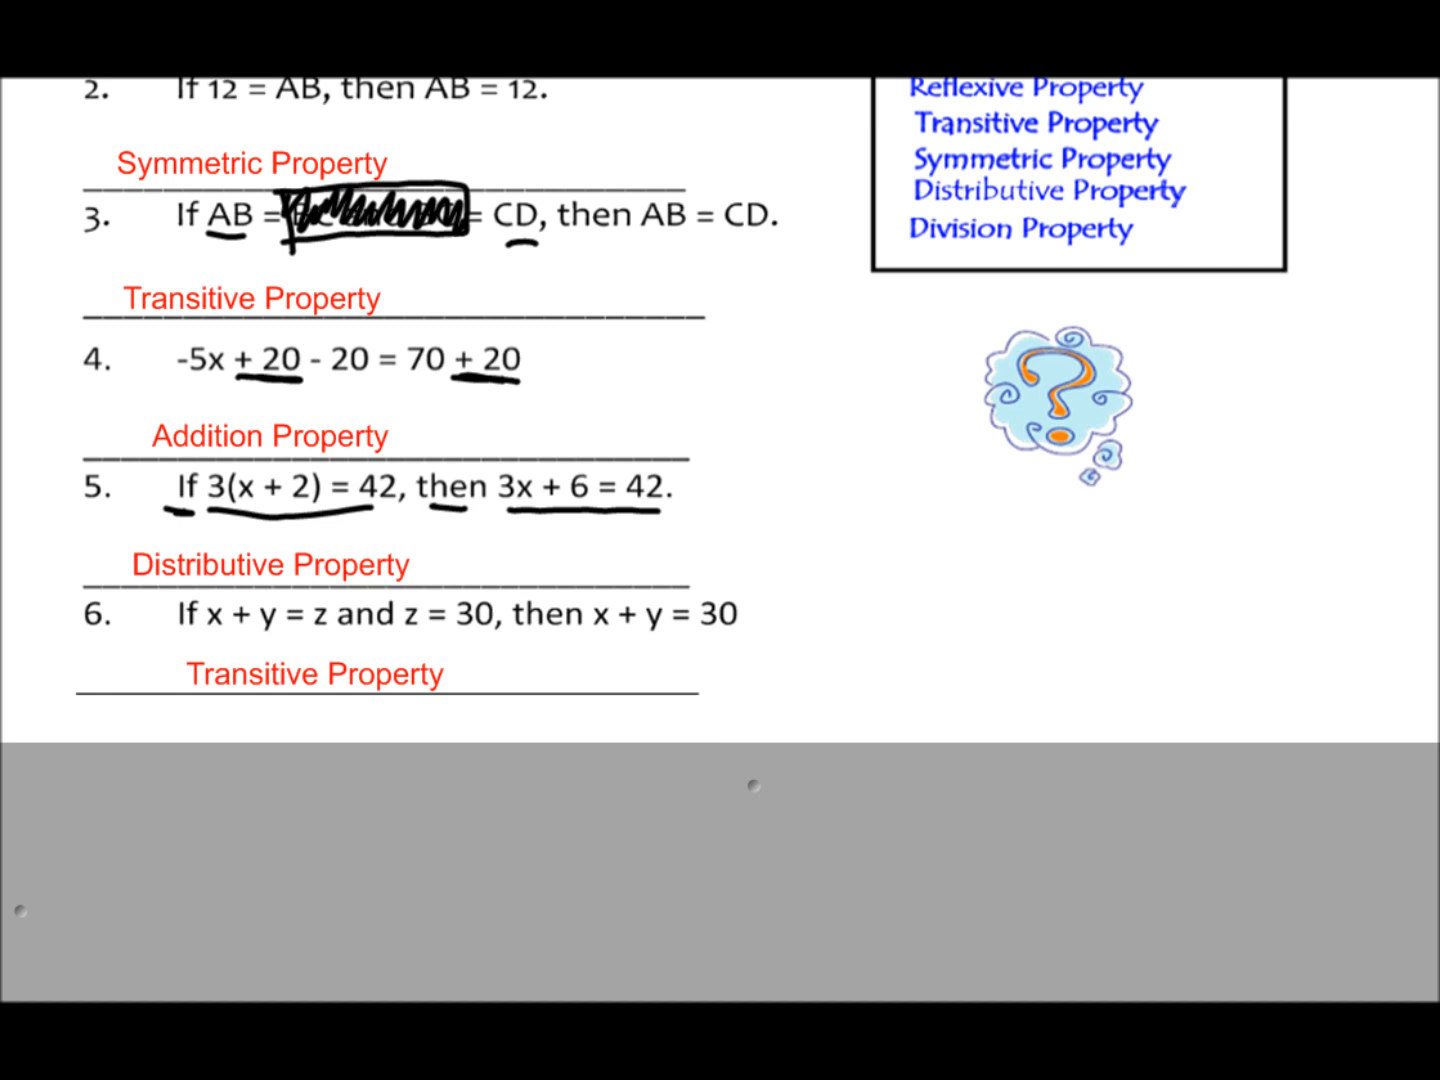 2. If 12 = AB, then AB = 12.
Symmetric Property
3. If AB = = CD, then AB = CD.
Transitive Property
4. -5x + 20 - 20 = 70 + 20
Addition Property
5. If 3(x + 2) = 42, then 3x + 6 = 42.
Distributive Property
6. If x + y = z and z = 30, then x + y = 30
Transitive Property
Reflexive Property
Transitive Property
Symmetric Property
Distributive Property
Division Property